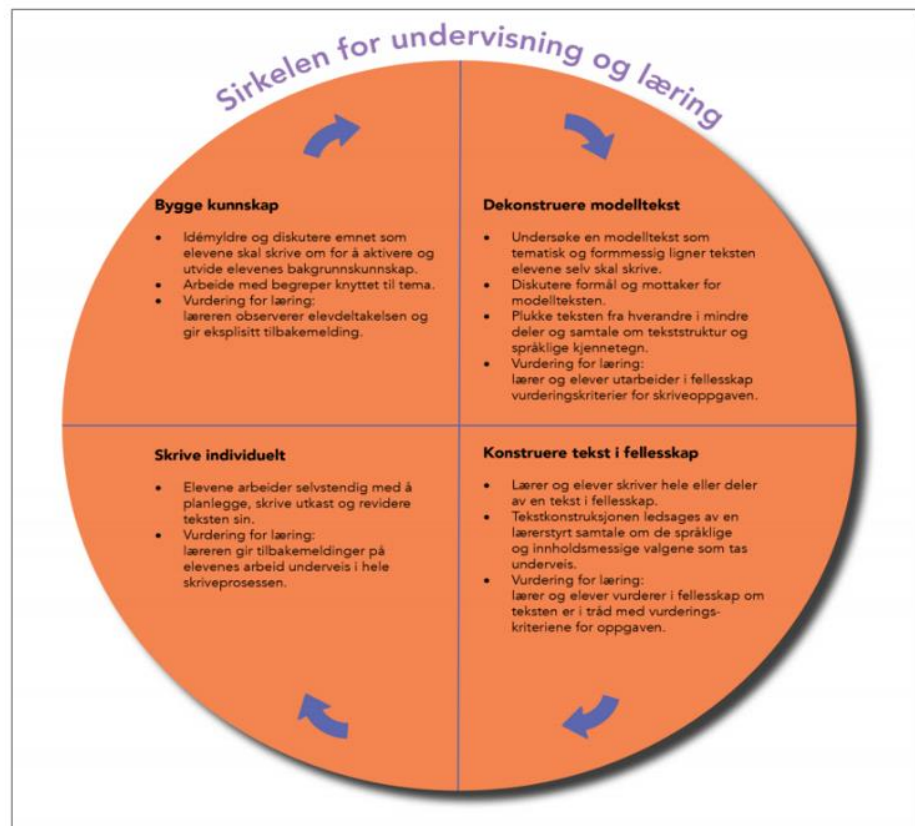 Sirkelen for undervisning og læring
Bygge kunnskap
• Idémyldre og diskutere emnet som
elevene skal skrive om for å aktivere og
utvide elevenes bakgrunnskunnskap.
• Arbeide med begreper knyttet til tema.
• Vurdering for læring:
læreren observerer elevdeltakelsen og
gir eksplisitt tilbakemelding.
Dekonstruere modelltekst
• Undersøke en modelltekst som
tematisk og formmessig ligner teksten
elevene selv skal skrive.
• Diskutere formål og mottaker for
modellteksten.
• Plukke teksten fra hverandre i mindre
deler og samtale om tekststruktur og
språklige kjennetegn.
• Vurdering for læring:
lærer og elever utarbeider i fellesskap
vurderingskriterier for skriveoppgaven.
Skrive individuelt
• Elevene arbeider selvstendig med å
planlegge, skrive utkast og revidere
teksten sin.
• Vurdering for læring:
læreren gir tilbakemeldinger på
elevenes arbeid underveis i hele
skriveprosessen.
Konstruere tekst i fellesskap
• Lærer og elever skriver hele eller deler
av en tekst i fellesskap.
• Tekstkonstruksjonen ledsages av en
lærerstyrt samtale om de språklige
og innholdsmessige valgene som tas
underveis.
• Vurdering for læring:
lærer og elever vurderer i fellesskap om
teksten er i tråd med vurderings-
kriteriene for oppgaven.